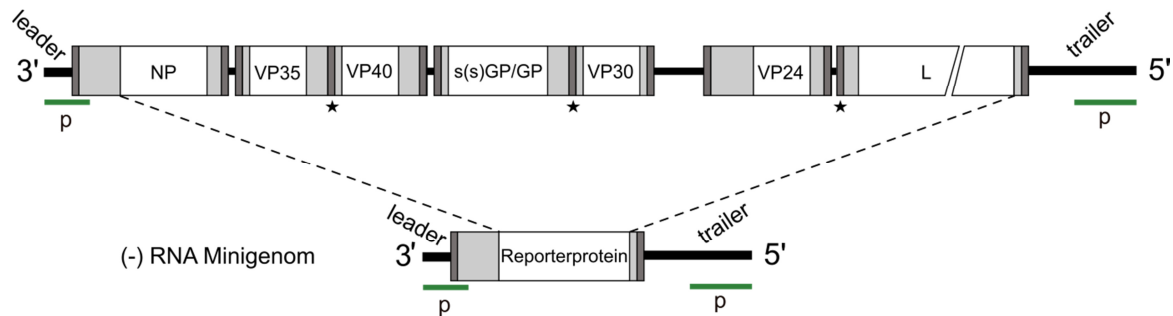 leader
trailer
3'
NP
VP35
VP40
s(s)GP/GP
VP30
VP24
L
5'
★
★
★
p
p
leader
trailer
(-) RNA Minigenom
3'
Reporterprotein
5'
p
p